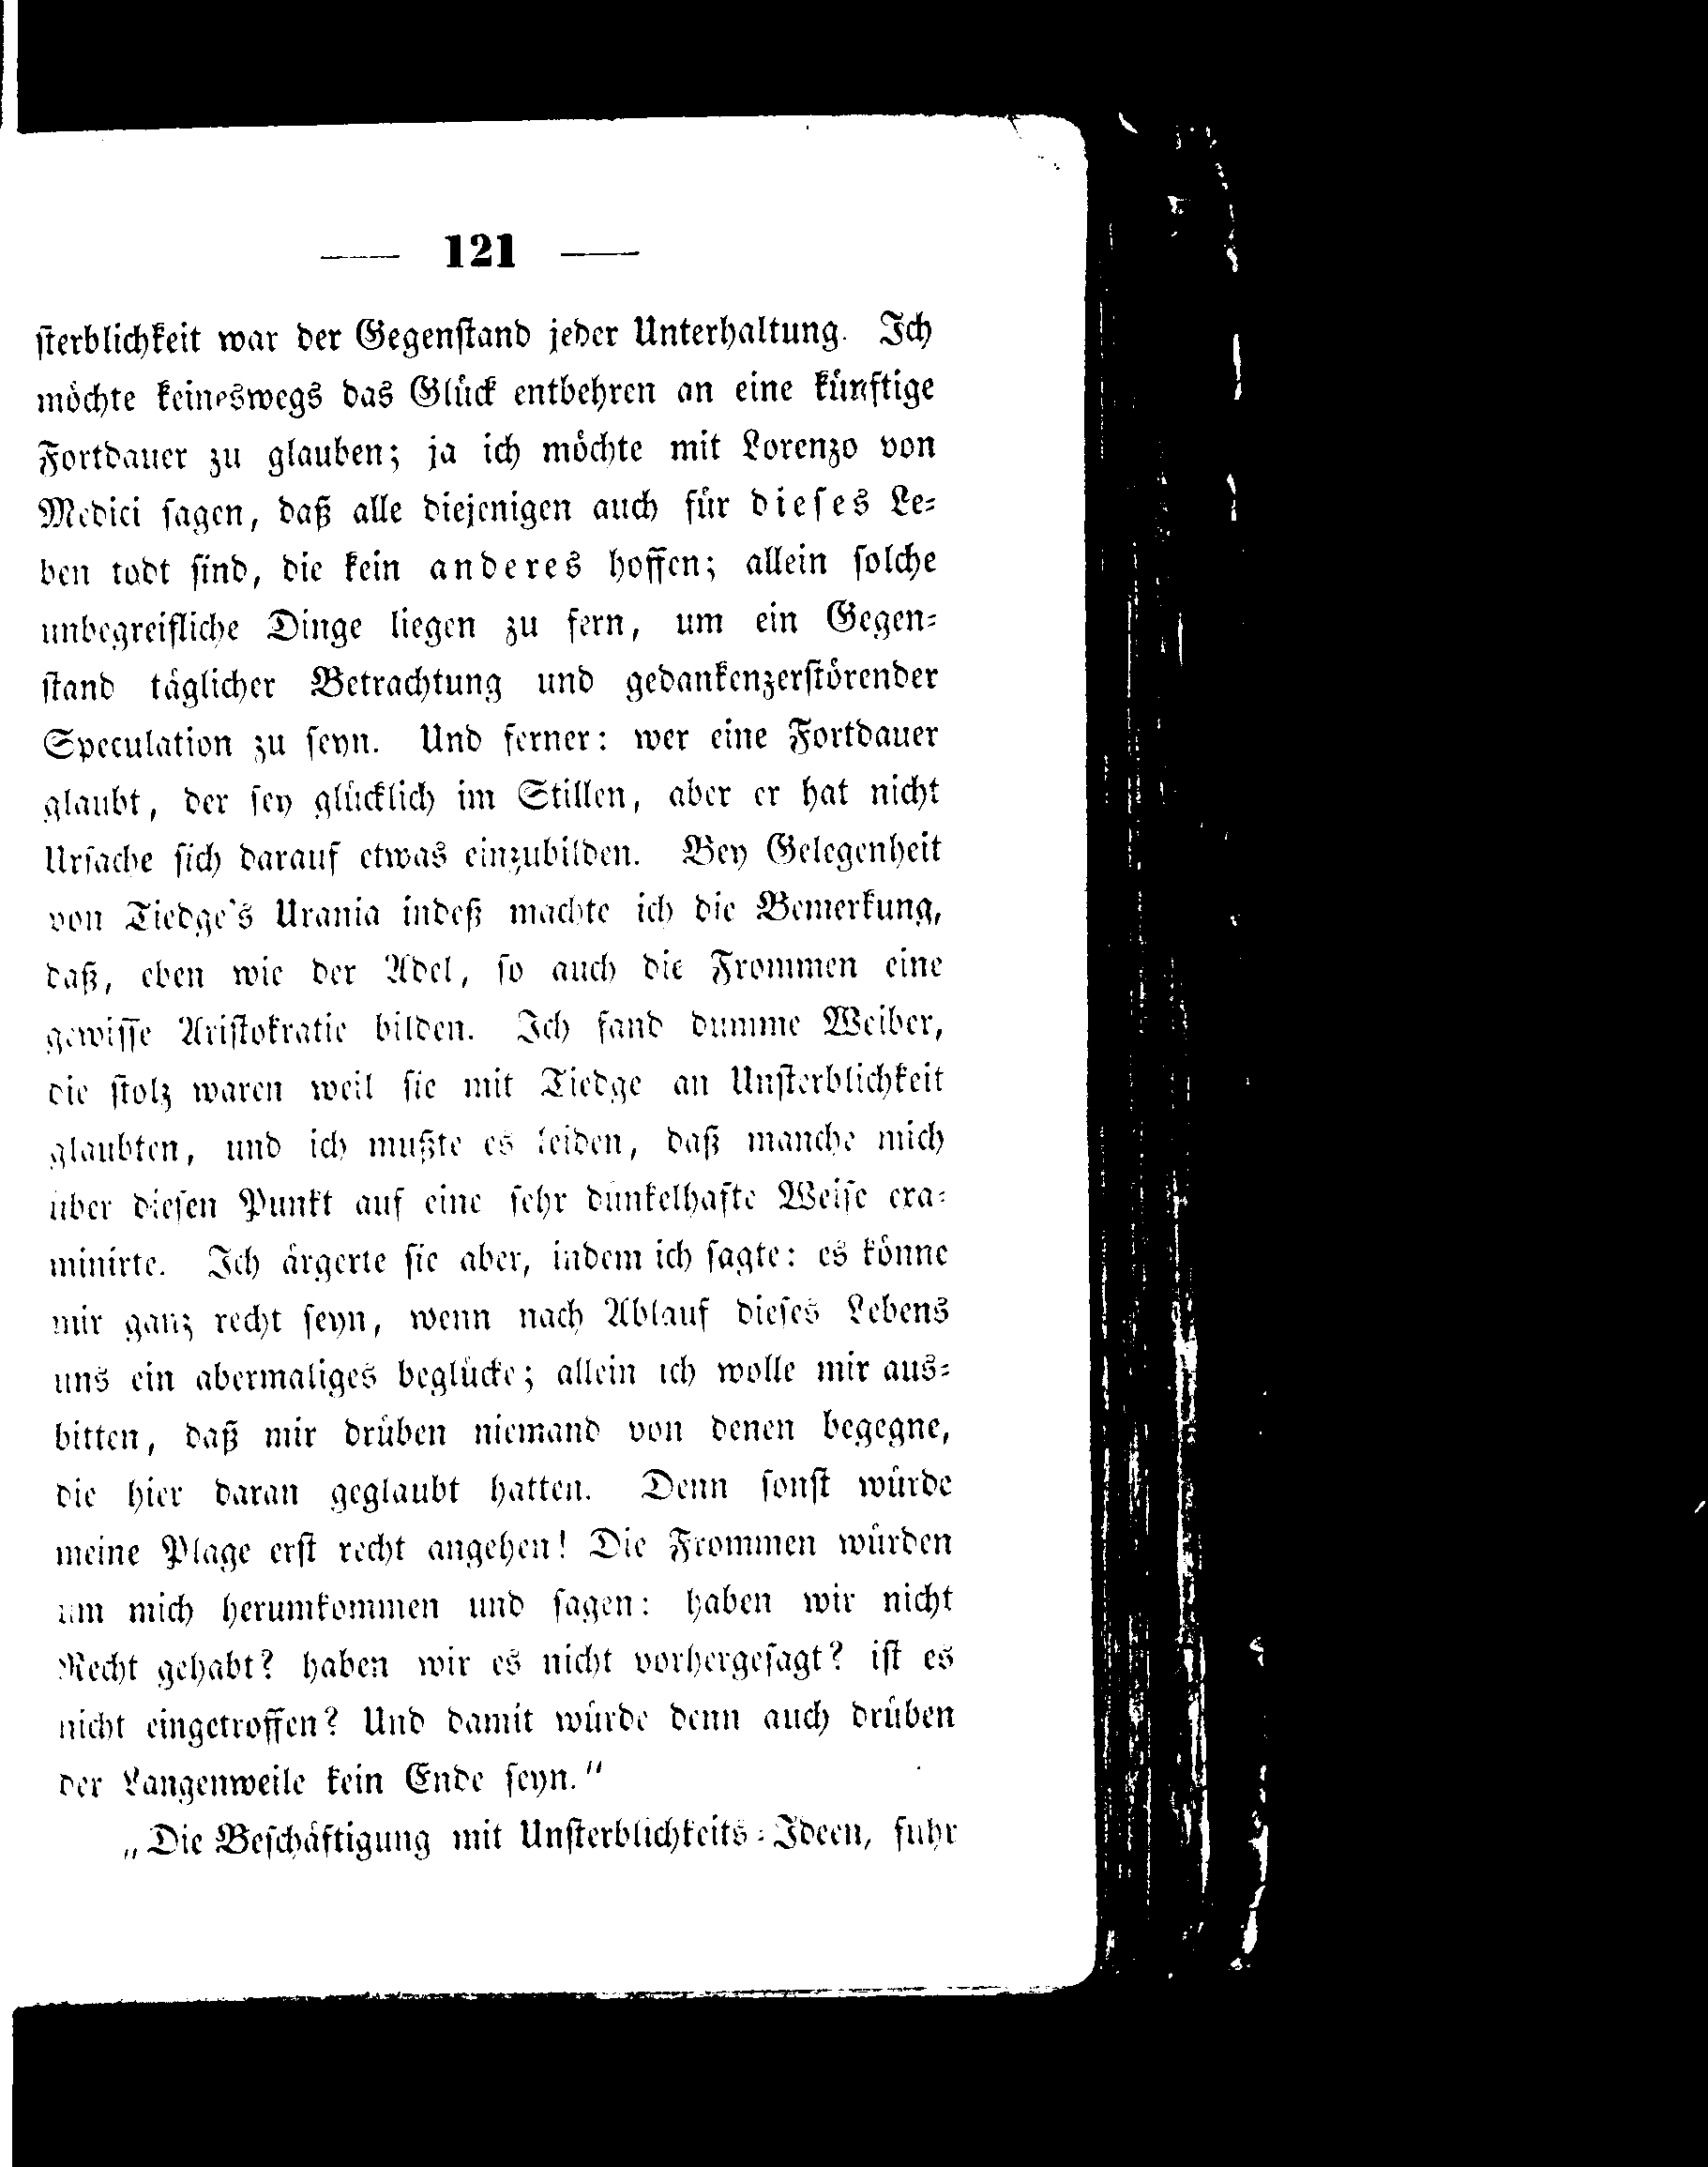 — 121 —
sterblichkeit war der Gegenstand jeder Unterhaltung. Ich
möchte keineswegs das Glück entbehren an eine künftige
Fortdauer zu glauben; ja ich möchte mit Lorenzo von
Medici sagen, daß alle diejenigen auch für dieses Le-
ben todt sind, die kein anderes hoffen; allein solche
unbegreifliche Dinge liegen zu fern, um ein Gegen-
stand täglicher Betrachtung und gedankenzerstörender
Speculation zu seyn. Und ferner: wer eine Fortdauer
glaubt, der sey glücklich im Stillen, aber er hat nicht
Ursache sich darauf etwas einzubilden. Bey Gelegenheit
von Tiedge's Urania indeß machte ich die Bemerkung,
daß, eben wie der Adel, so auch die Frommen eine
gewisse Aristokratie bilden. Ich fand dumme Weiber,
die stolz waren weil sie mit Tiedge an Unsterblichkeit
glaubten, und ich mußte es leiden, daß manche mich
über diesen Punkt auf eine sehr dünkelhafte Weise exa-
minirte. Ich ärgerte sie aber, indem ich sagte: es könne
mir ganz recht seyn, wenn nach Ablauf dieses Lebens
uns ein abermaliges beglücke; allein ich wolle mir aus-
bitten, daß mir drüben niemand von denen begegne,
die hier daran geglaubt hatten. Denn sonst würde
meine Plage erst recht angehen! Die Frommen würden
um mich herumkommen und sagen: haben wir nicht
Recht gehabt? haben wir es nicht vorhergesagt? ist es
nicht eingetroffen? Und damit würde denn auch drüben
der Langenweile kein Ende seyn."
„Die Beschäftigung mit Unsterblichkeits-Ideen, fuhr